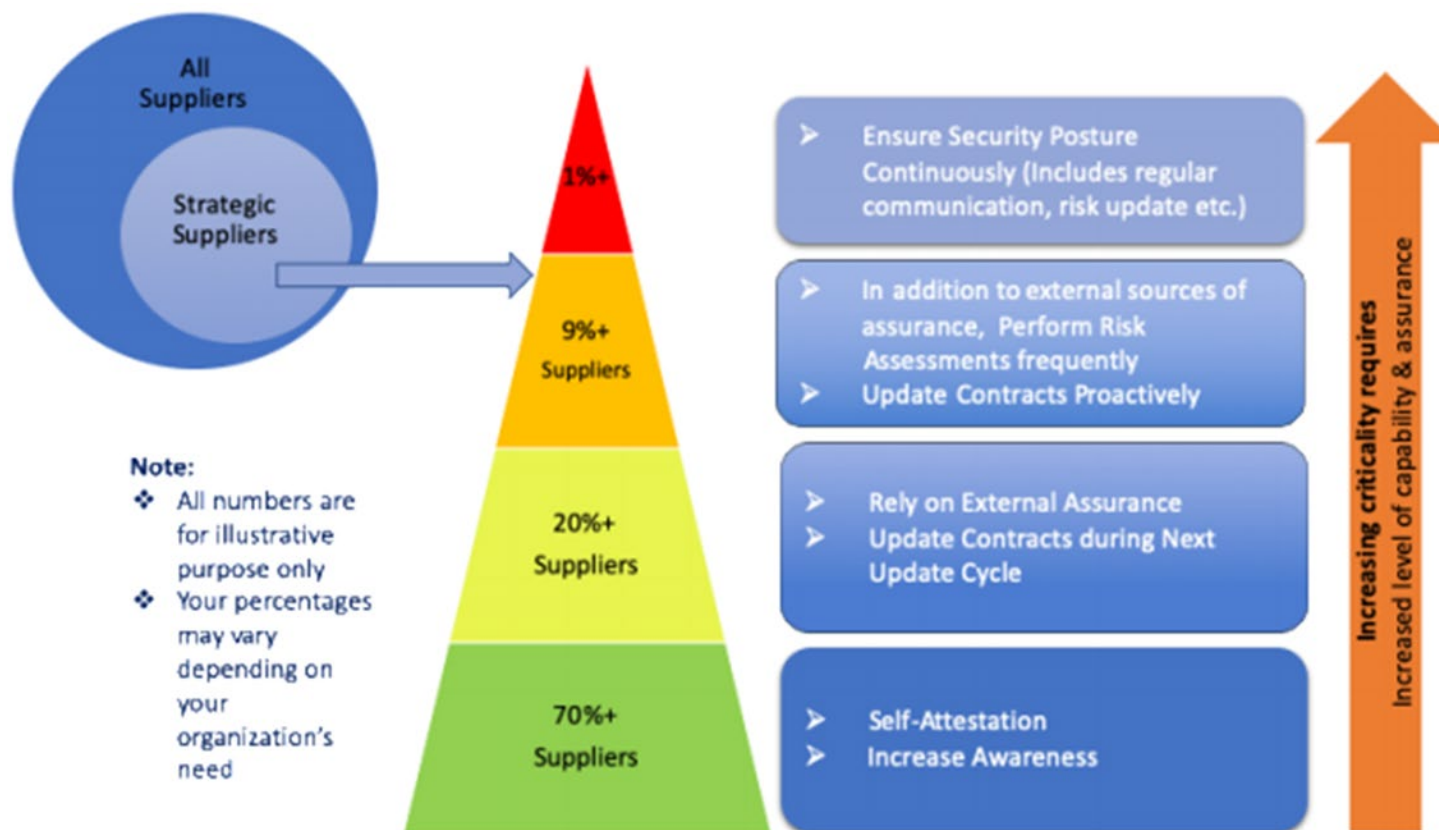 All
Suppliers
Strategic
Suppliers
Note:
❖ All numbers are
for illustrative
purpose only
❖ Your percentages
may vary
depending on
your
organization's
need
1%+
9%+
Suppliers
20%+
Suppliers
70%+
Suppliers
➢ Ensure Security Posture
Continuously (Includes regular
communication, risk update etc.)
➢ In addition to external sources of
assurance, Perform Risk
Assessments frequently
➢ Update Contracts Proactively
➢ Rely on External Assurance
➢ Update Contracts during Next
Update Cycle
➢ Self-Attestation
➢ Increase Awareness
Increasing criticality requires
Increased level of capability & assurance